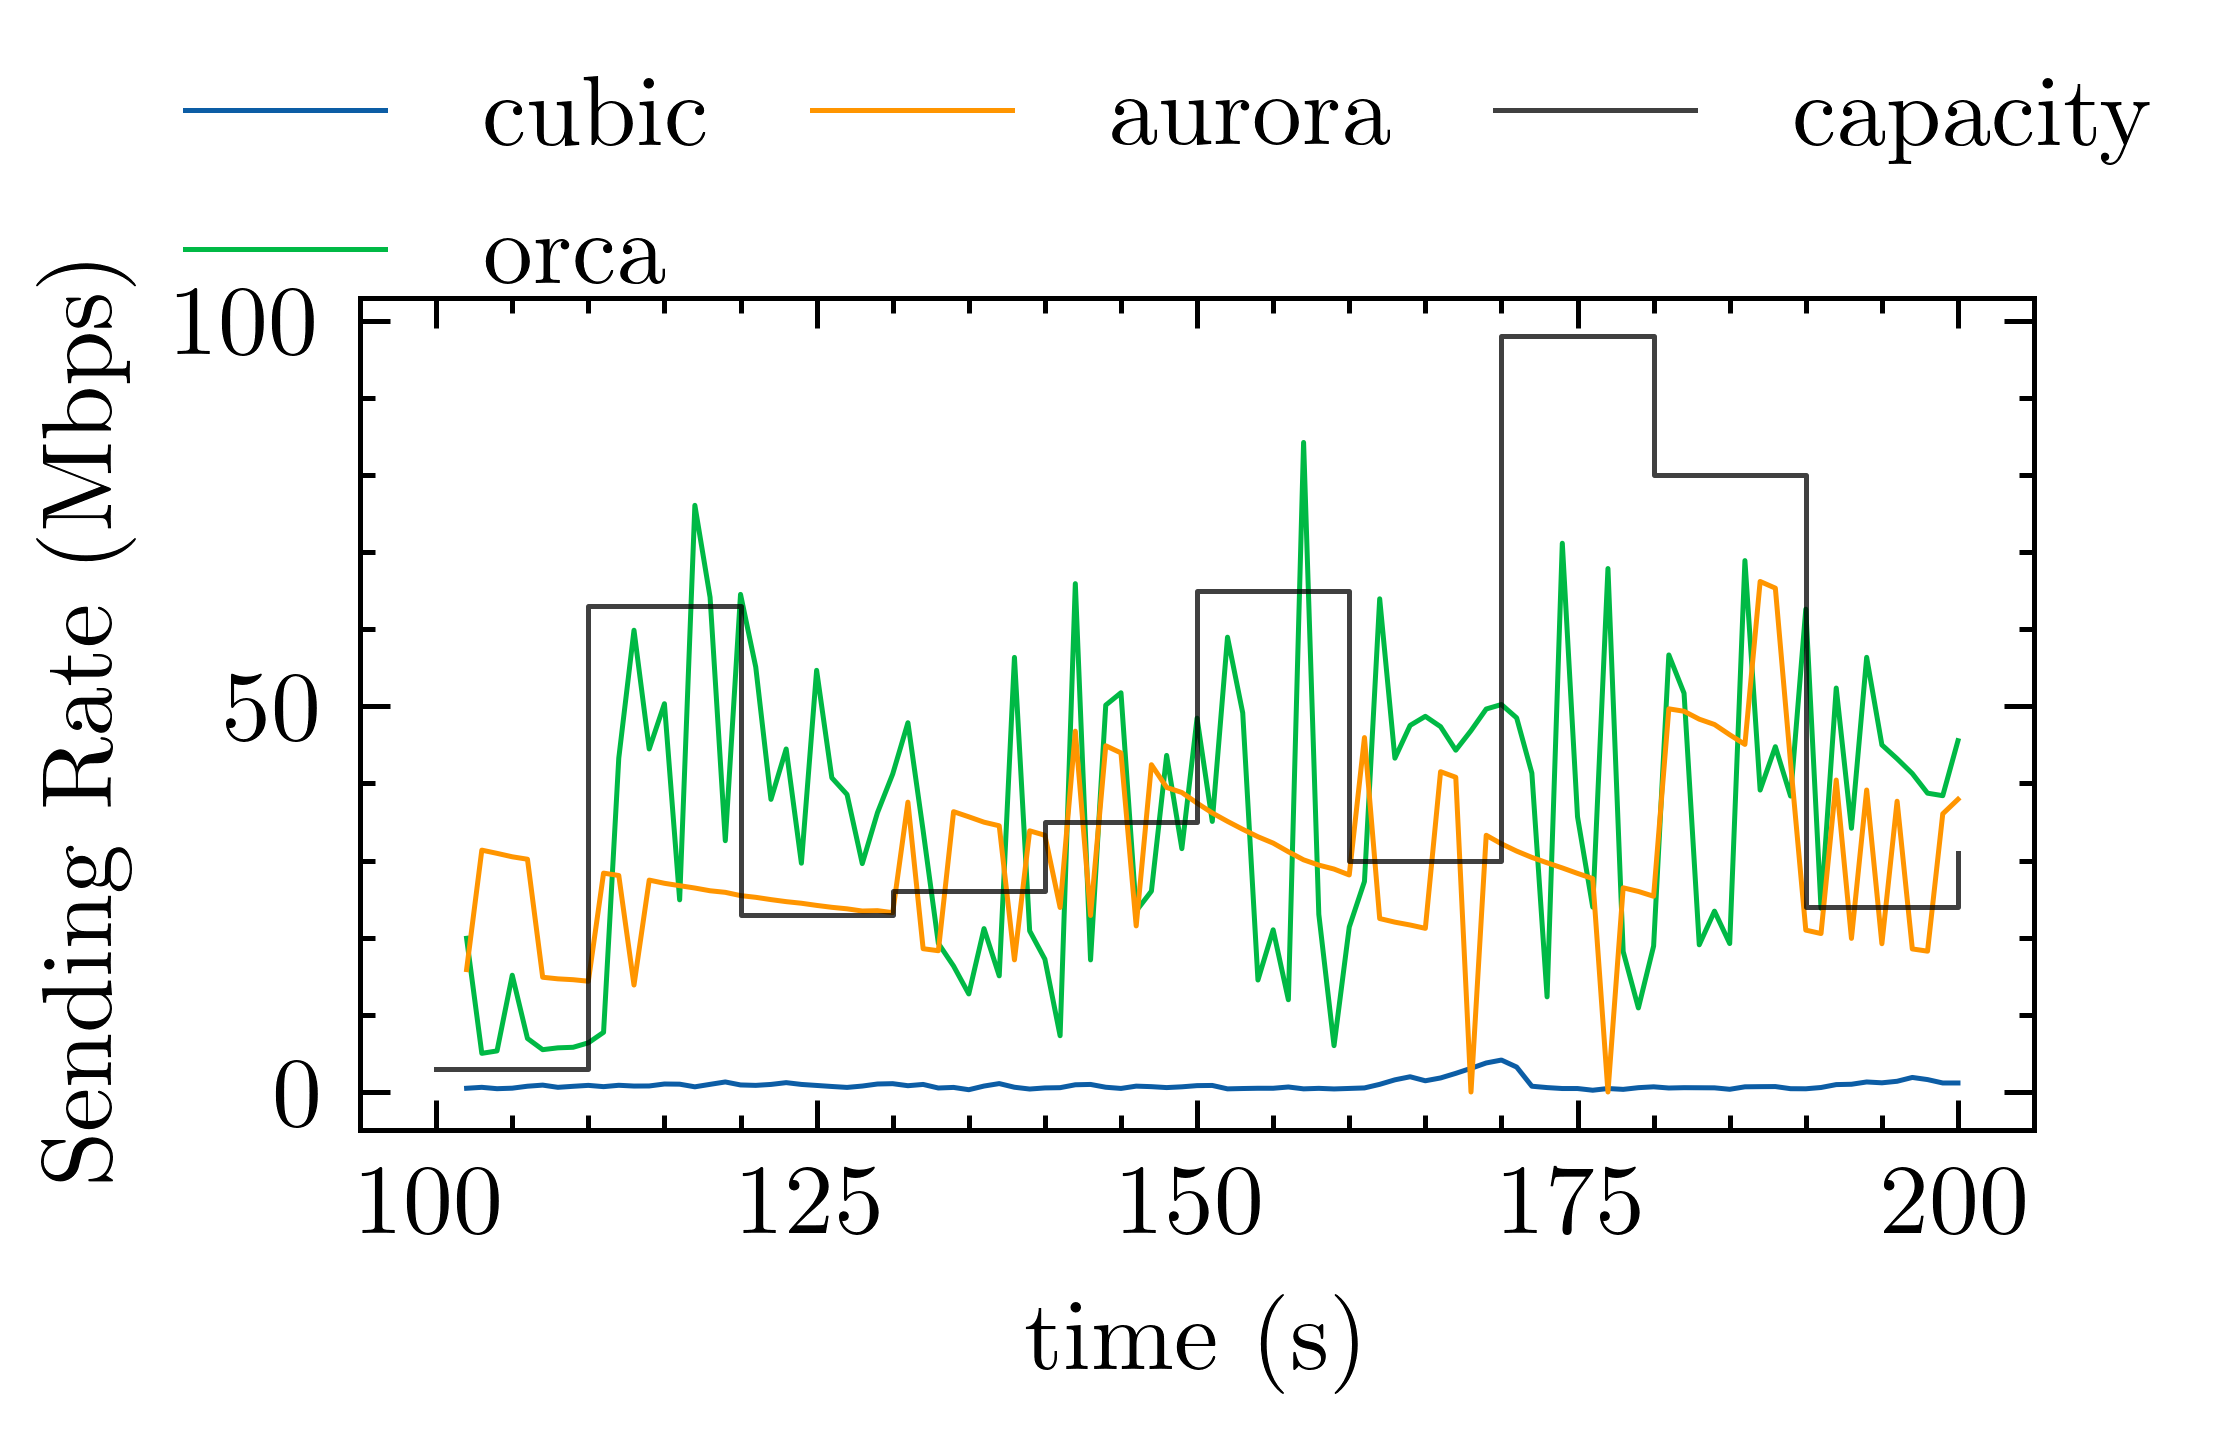 cubic aurora capacity
orca
Sending Rate (Mbps)
100
50
0
100 125 150 175 200
time (s)